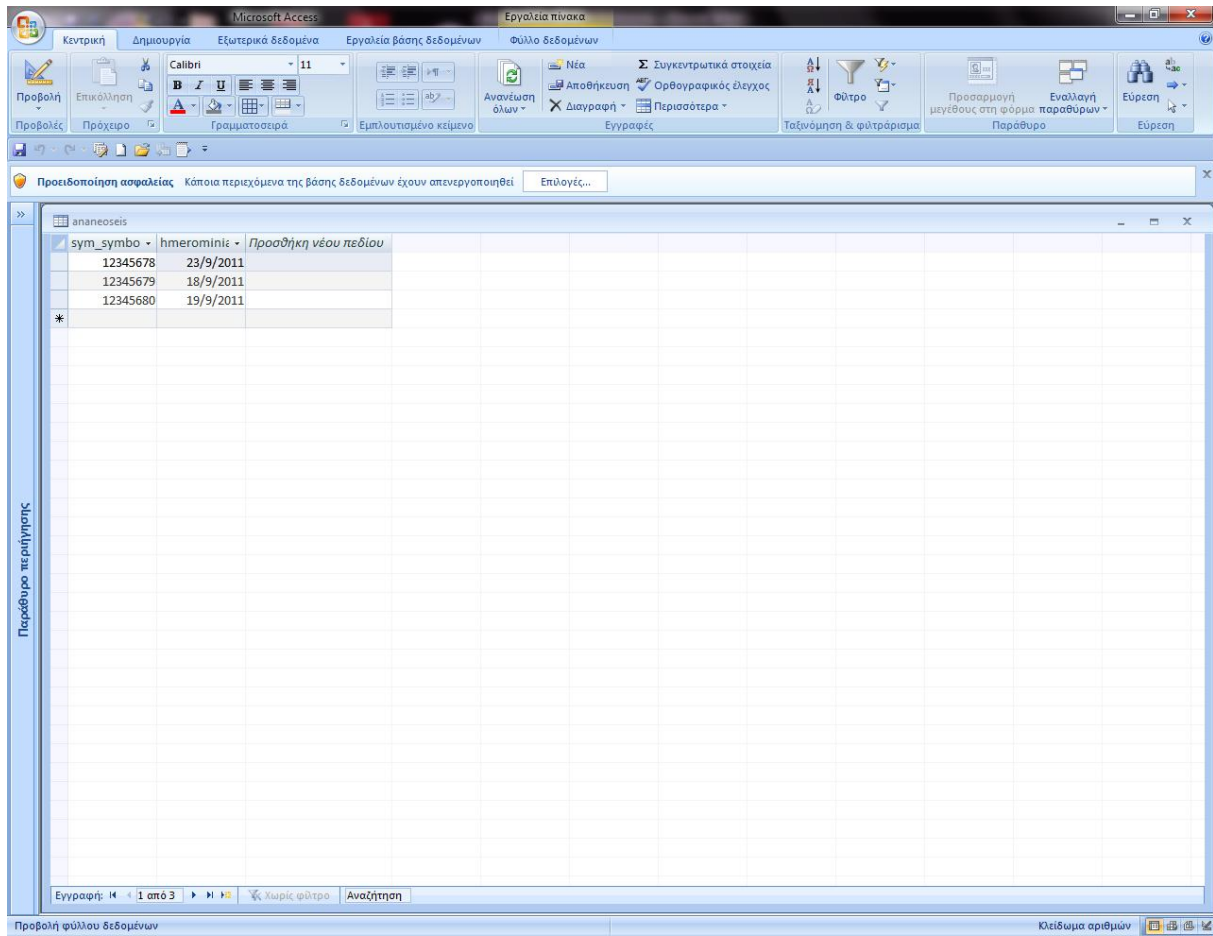 Microsoft Access
Εργαλεία πίνακα
Κεντρική Δημιουργία Εξωτερικά δεδομένα Εργαλεία βάσης δεδομένων Φύλλο δεδομένων
Calibri 11
Προβολή
Επικόλληση
B I U
Ανανέωση όλων
Νέα
Αποθήκευση
Διαγραφή
Συγκεντρωτικά στοιχεία
Ορθογραφικός έλεγχος
Περισσότερα
Φίλτρο
Προσαρμογή μεγέθους στη φόρμα
Εναλλαγή παραθύρων
Εύρεση
Προβολές Πρόχειρο Γραμματοσειρά Εμπλουτισμένο κείμενο Εγγραφές Ταξινόμηση & φιλτράρισμα Παράθυρο Εύρεση
Προειδοποίηση ασφαλείας Κάποια περιεχόμενα της βάσης δεδομένων έχουν απενεργοποιηθεί Επιλογές...
ananeoseis
sym_symbo hmerominia Προσθήκη νέου πεδίου
12345678 23/9/2011
12345679 18/9/2011
12345680 19/9/2011
Παράθυρο περιήγησης
Εγγραφή: 1 από 3 Χωρίς φίλτρο Αναζήτηση
Προβολή φύλλου δεδομένων Κλείδωμα αριθμών